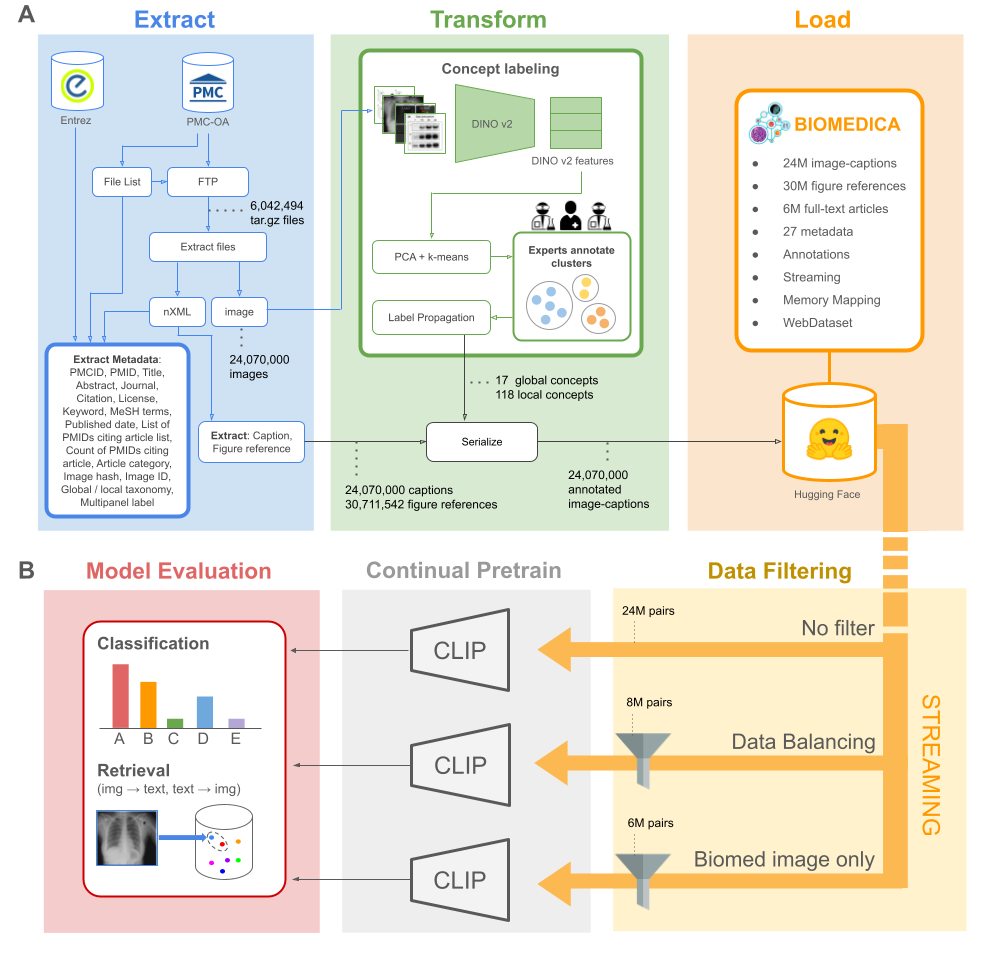 A
Extract
Transform
Load
Entrez
PMC
PMC-OA
File List
FTP
6,042,494
tar.gz files
Extract files
nXML
image
24,070,000
images
Extract Metadata:
PMCID, PMID, Title,
Abstract, Journal,
Citation, License,
Keyword, MeSH terms,
Published date, List of
PMIDs citing article list,
Count of PMIDs citing
article, Article category,
Image hash, Image ID,
Global / local taxonomy,
Multipanel label
Extract: Caption,
Figure reference
Concept labeling
DINO v2
DINO v2 features
PCA + k-means
Experts annotate
clusters
Label Propagation
17 global concepts
118 local concepts
Serialize
24,070,000 captions
30,711,542 figure references
24,070,000
annotated
image-captions
BIOMEDICA
● 24M image-captions
● 30M figure references
● 6M full-text articles
● 27 metadata
● Annotations
● Streaming
● Memory Mapping
● WebDataset
Hugging Face
B
Model Evaluation
Continual Pretrain
Data Filtering
Classification
A B C D E
Retrieval
(img → text, text → img)
CLIP
CLIP
CLIP
24M pairs
No filter
8M pairs
Data Balancing
6M pairs
Biomed image only
STREAMING